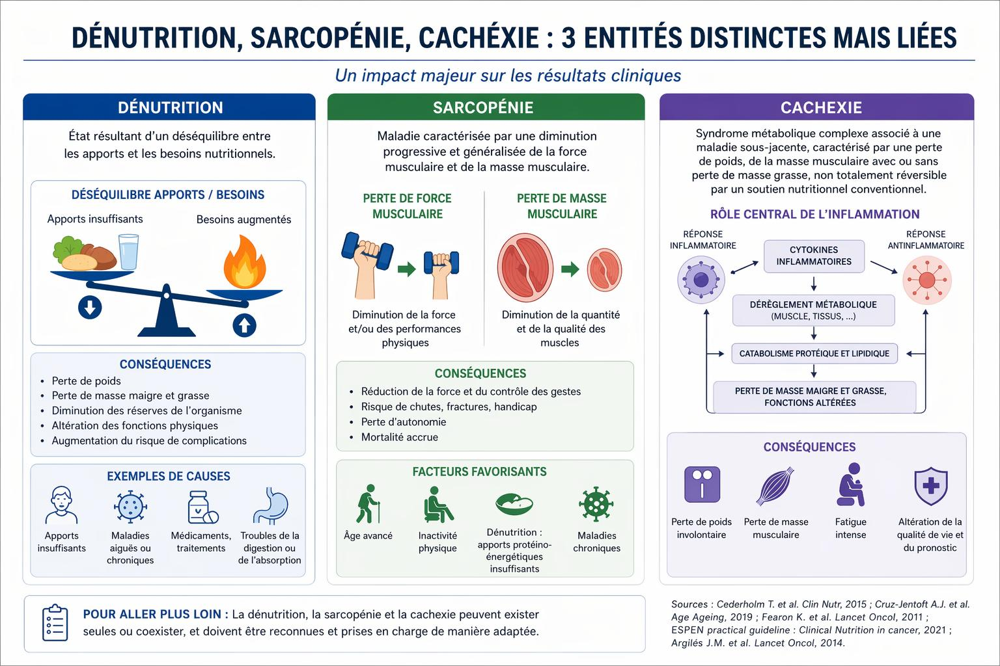 DÉNUTRITION, SARCOPÉNIE, CACHÉXIE : 3 ENTITÉS DISTINCTES MAIS LIÉES
Un impact majeur sur les résultats cliniques
DÉNUTRITION
État résultant d'un déséquilibre entre
les apports et les besoins nutritionnels.
DÉSÉQUILIBRE APPORTS / BESOINS
Apports insuffisants
Besoins augmentés
CONSÉQUENCES
• Perte de poids
• Perte de masse maigre et grasse
• Diminution des réserves de l'organisme
• Altération des fonctions physiques
• Augmentation du risque de complications
EXEMPLES DE CAUSES
Apports
insuffisants
Maladies
aiguës ou
chroniques
Médicaments,
traitements
Troubles de la
digestion ou
de l'absorption
SARCOPÉNIE
Maladie caractérisée par une diminution
progressive et généralisée de la force
musculaire et de la masse musculaire.
PERTE DE FORCE
MUSCULAIRE
Diminution de la force
et/ou des performances
physiques
PERTE DE MASSE
MUSCULAIRE
Diminution de la quantité
et de la qualité des
muscles
CONSÉQUENCES
• Réduction de la force et du contrôle des gestes
• Risque de chutes, fractures, handicap
• Perte d'autonomie
• Mortalité accrue
FACTEURS FAVORISANTS
Âge avancé
Inactivité
physique
Dénutrition :
apports protéino-
énergétiques
insuffisants
Maladies
chroniques
CACHEXIE
Syndrome métabolique complexe associé à une
maladie sous-jacente, caractérisé par une perte
de poids, de la masse musculaire avec ou sans
perte de masse grasse, non totalement réversible
par un soutien nutritionnel conventionnel.
RÔLE CENTRAL DE L'INFLAMMATION
RÉPONSE
INFLAMMATOIRE
CYTOKINES
INFLAMMATOIRES
RÉPONSE
ANTINFLAMMATOIRE
DÉRÈGLEMENT MÉTABOLIQUE
(MUSCLE, TISSUS, ...)
CATABOLISME PROTÉIQUE ET LIPIDIQUE
PERTE DE MASSE MAIGRE ET GRASSE,
FONCTIONS ALTÉRÉES
CONSÉQUENCES
Perte de poids
involontaire
Perte de masse
musculaire
Fatigue
intense
Altération de la
qualité de vie et
du pronostic
POUR ALLER PLUS LOIN : La dénutrition, la sarcopénie et la cachexie peuvent exister
seules ou coexister, et doivent être reconnues et prises en charge de manière adaptée.
Sources : Cederholm T. et al. Clin Nutr, 2015 ; Cruz-Jentoft A.J. et al.
Age Ageing, 2019 ; Fearon K. et al. Lancet Oncol, 2011 ;
ESPEN practical guideline : Clinical Nutrition in cancer, 2021 ;
Argilés J.M. et al. Lancet Oncol, 2014.